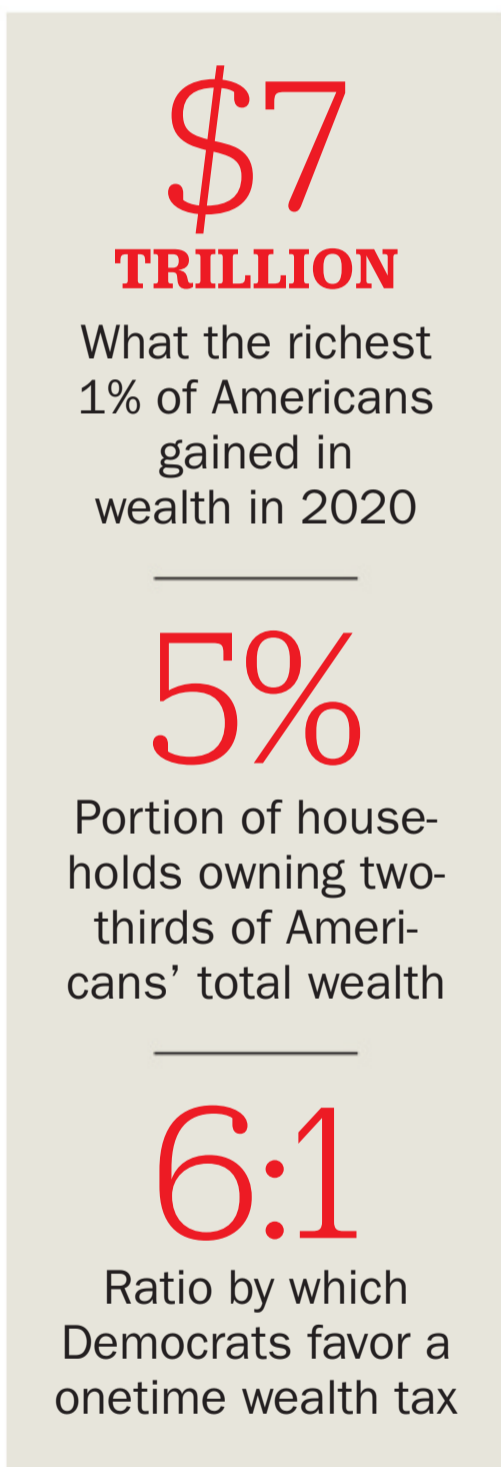 $7
TRILLION
What the richest
1% of Americans
gained in
wealth in 2020
5%
Portion of house-
holds owning two-
thirds of Ameri-
cans’ total wealth
6:1
Ratio by which
Democrats favor a
onetime wealth tax